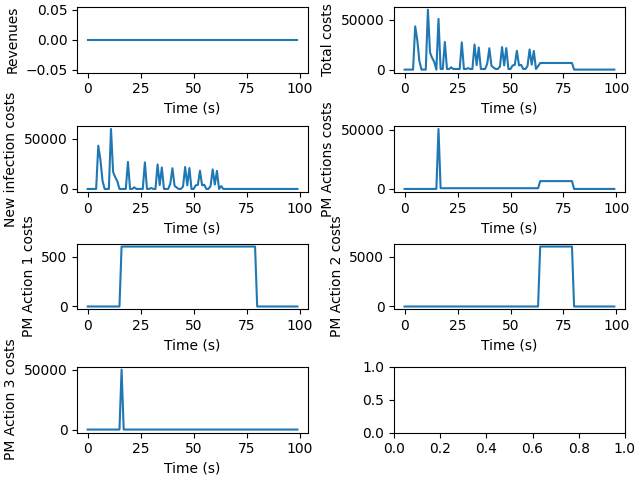 Revenues
0.05
0.00
−0.05
0 25 50 75 100
Time (s)
Total costs
50000
0
0 25 50 75 100
Time (s)
New infection costs
50000
0
0 25 50 75 100
Time (s)
PM Actions costs
50000
0
0 25 50 75 100
Time (s)
PM Action 1 costs
500
0
0 25 50 75 100
Time (s)
PM Action 2 costs
5000
0
0 25 50 75 100
Time (s)
PM Action 3 costs
50000
0
0 25 50 75 100
Time (s)
1.0
0.5
0.0
0.0 0.2 0.4 0.6 0.8 1.0